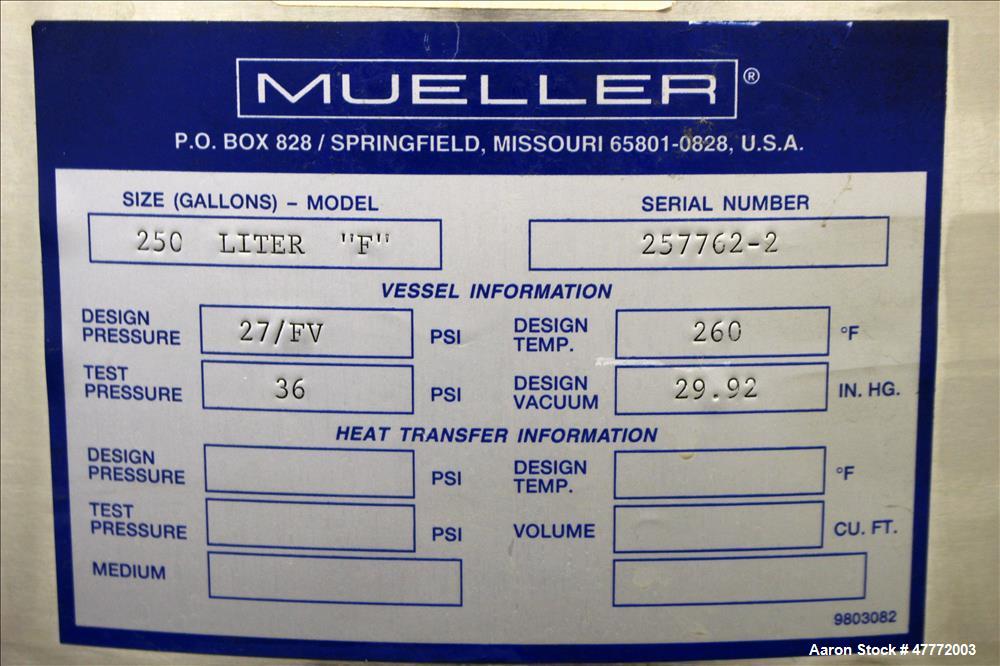 MUELLER®
P.O. BOX 828 / SPRINGFIELD, MISSOURI 65801-0828, U.S.A.
SIZE (GALLONS) – MODEL
250 LITER "F"
SERIAL NUMBER
257762-2
VESSEL INFORMATION
DESIGN
PRESSURE 27/FV PSI
DESIGN
TEMP. 260 °F
TEST
PRESSURE 36 PSI
DESIGN
VACUUM 29.92 IN. HG.
HEAT TRANSFER INFORMATION
DESIGN
PRESSURE PSI
DESIGN
TEMP. °F
TEST
PRESSURE PSI
VOLUME CU. FT.
MEDIUM
9803082
Aaron Stock # 47772003